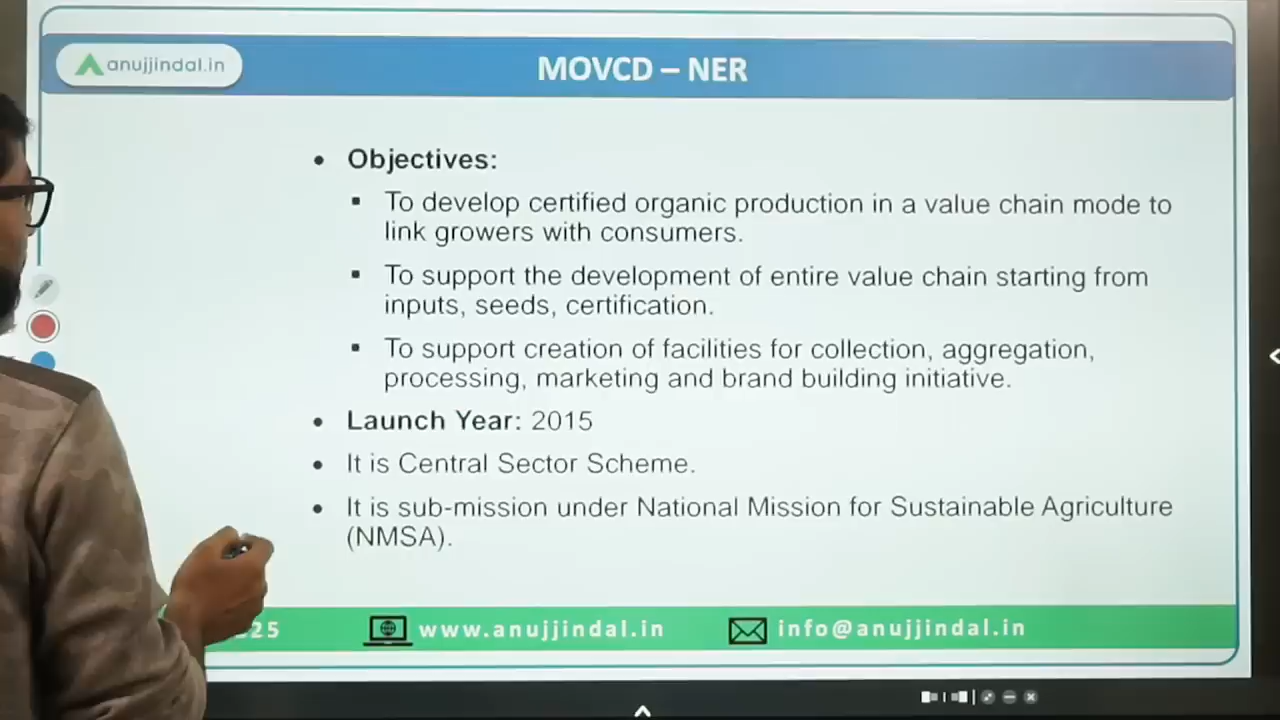 anujjindal.in
MOVCD – NER
• Objectives:
▪ To develop certified organic production in a value chain mode to
link growers with consumers.
▪ To support the development of entire value chain starting from
inputs, seeds, certification.
▪ To support creation of facilities for collection, aggregation,
processing, marketing and brand building initiative.
• Launch Year: 2015
• It is Central Sector Scheme.
• It is sub-mission under National Mission for Sustainable Agriculture
(NMSA).
25 www.anujjindal.in info@anujjindal.in